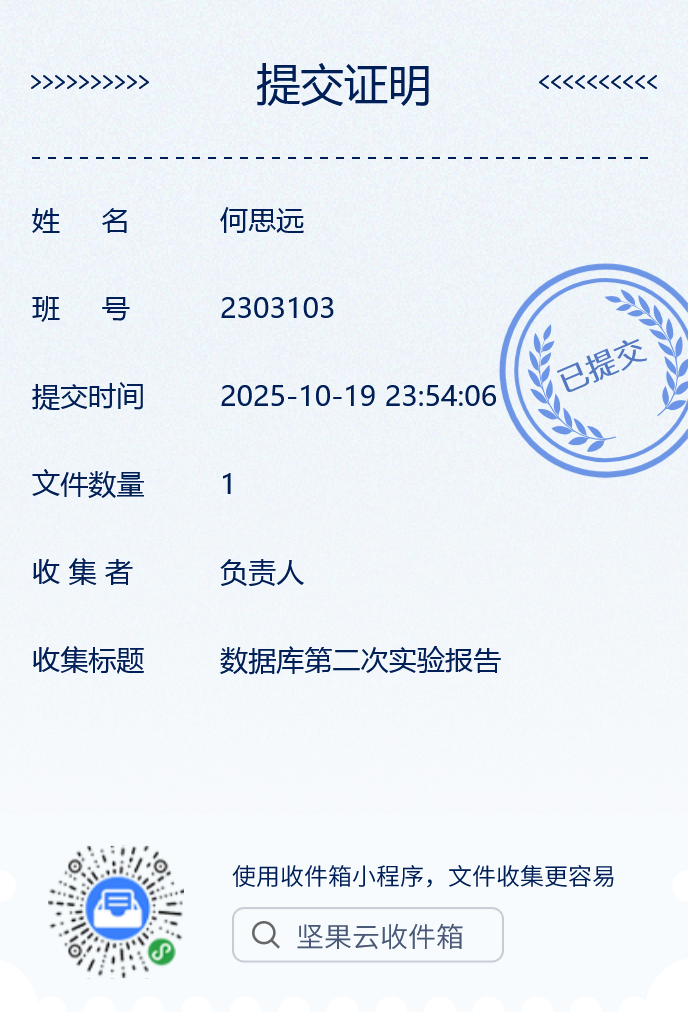 >>>>>>>>>> 提交证明 <<<<<<<<<<
姓 名 何思远
班 号 2303103
提交时间 2025-10-19 23:54:06
已提交
文件数量 1
收 集 者 负责人
收集标题 数据库第二次实验报告
使用收件箱小程序，文件收集更容易
坚果云收件箱